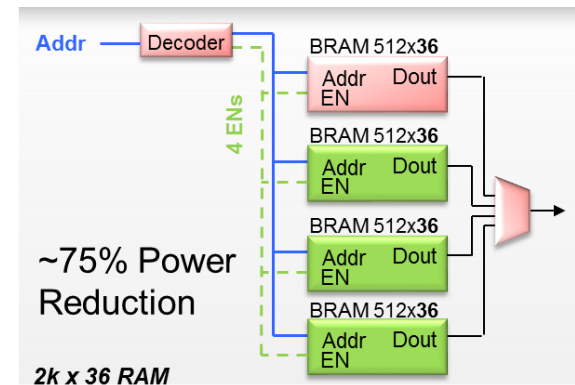 Addr
Decoder
4 ENs
BRAM 512x36
Addr Dout
EN
BRAM 512x36
Addr Dout
EN
BRAM 512x36
Addr Dout
EN
BRAM 512x36
Addr Dout
EN
~75% Power
Reduction
2k x 36 RAM